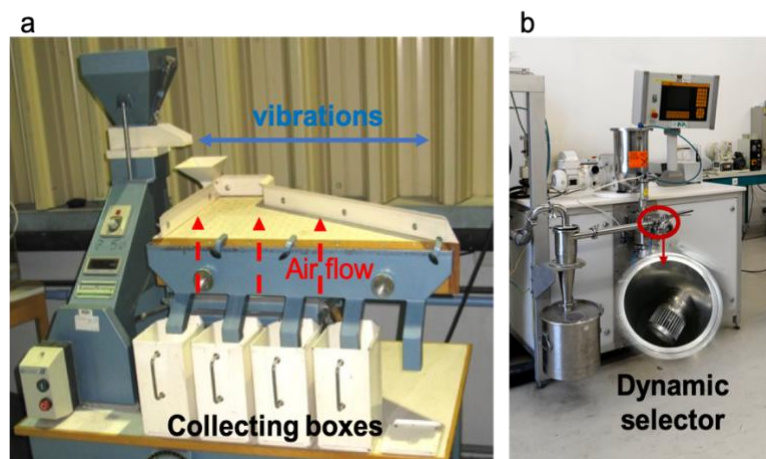 a
b
vibrations
Air flow
Collecting boxes
Dynamic
selector